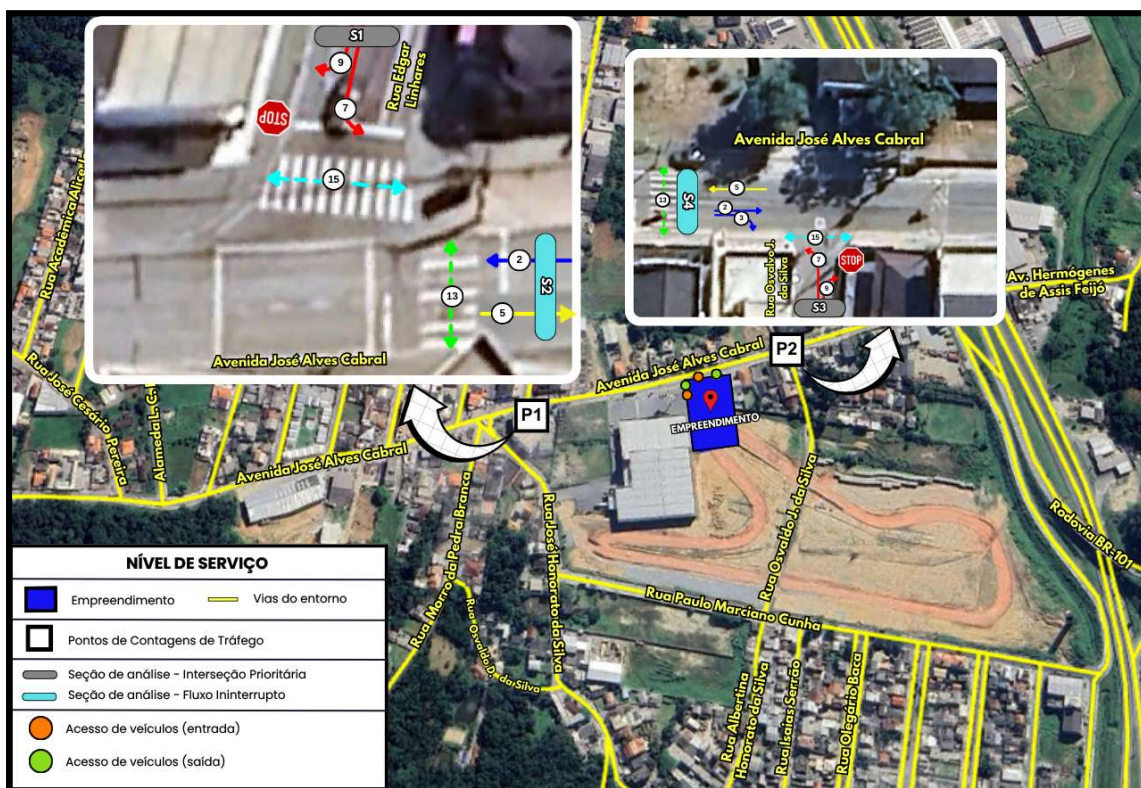 S1
9
7
Rua Edgar
Linhares
STOP
15
2
S2
13
5
Avenida José Alves Cabral
Avenida José Alves Cabral
5
S4
11
2
3
15
Rua Osvalvo J.
da Silva
7
STOP
9
S3
Av. Hermógenes
de Assis Feijó
Rua Acadêmica Alice I
Rua José Cesário Pereira
Alameda L. C
Avenida José Alves Cabral
P2
P1
EMPREENDIMENTO
Avenida José Alves Cabral
Rua Morro da Pedra Branca
Rua José Honorato da Silva
Rua Osvaldo J. da Silva
Rodovia BR-101
Rua Paulo Marciano Cunha
Rua Osvaldo D. da Silva
Rua Albertina
Honorato da Silva
Rua Isaias Serrão
Rua Olegário Baca
NÍVEL DE SERVIÇO
Empreendimento
Vias do entorno
Pontos de Contagens de Tráfego
Seção de análise - Interseção Prioritária
Seção de análise - Fluxo Ininterrupto
Acesso de veículos (entrada)
Acesso de veículos (saída)